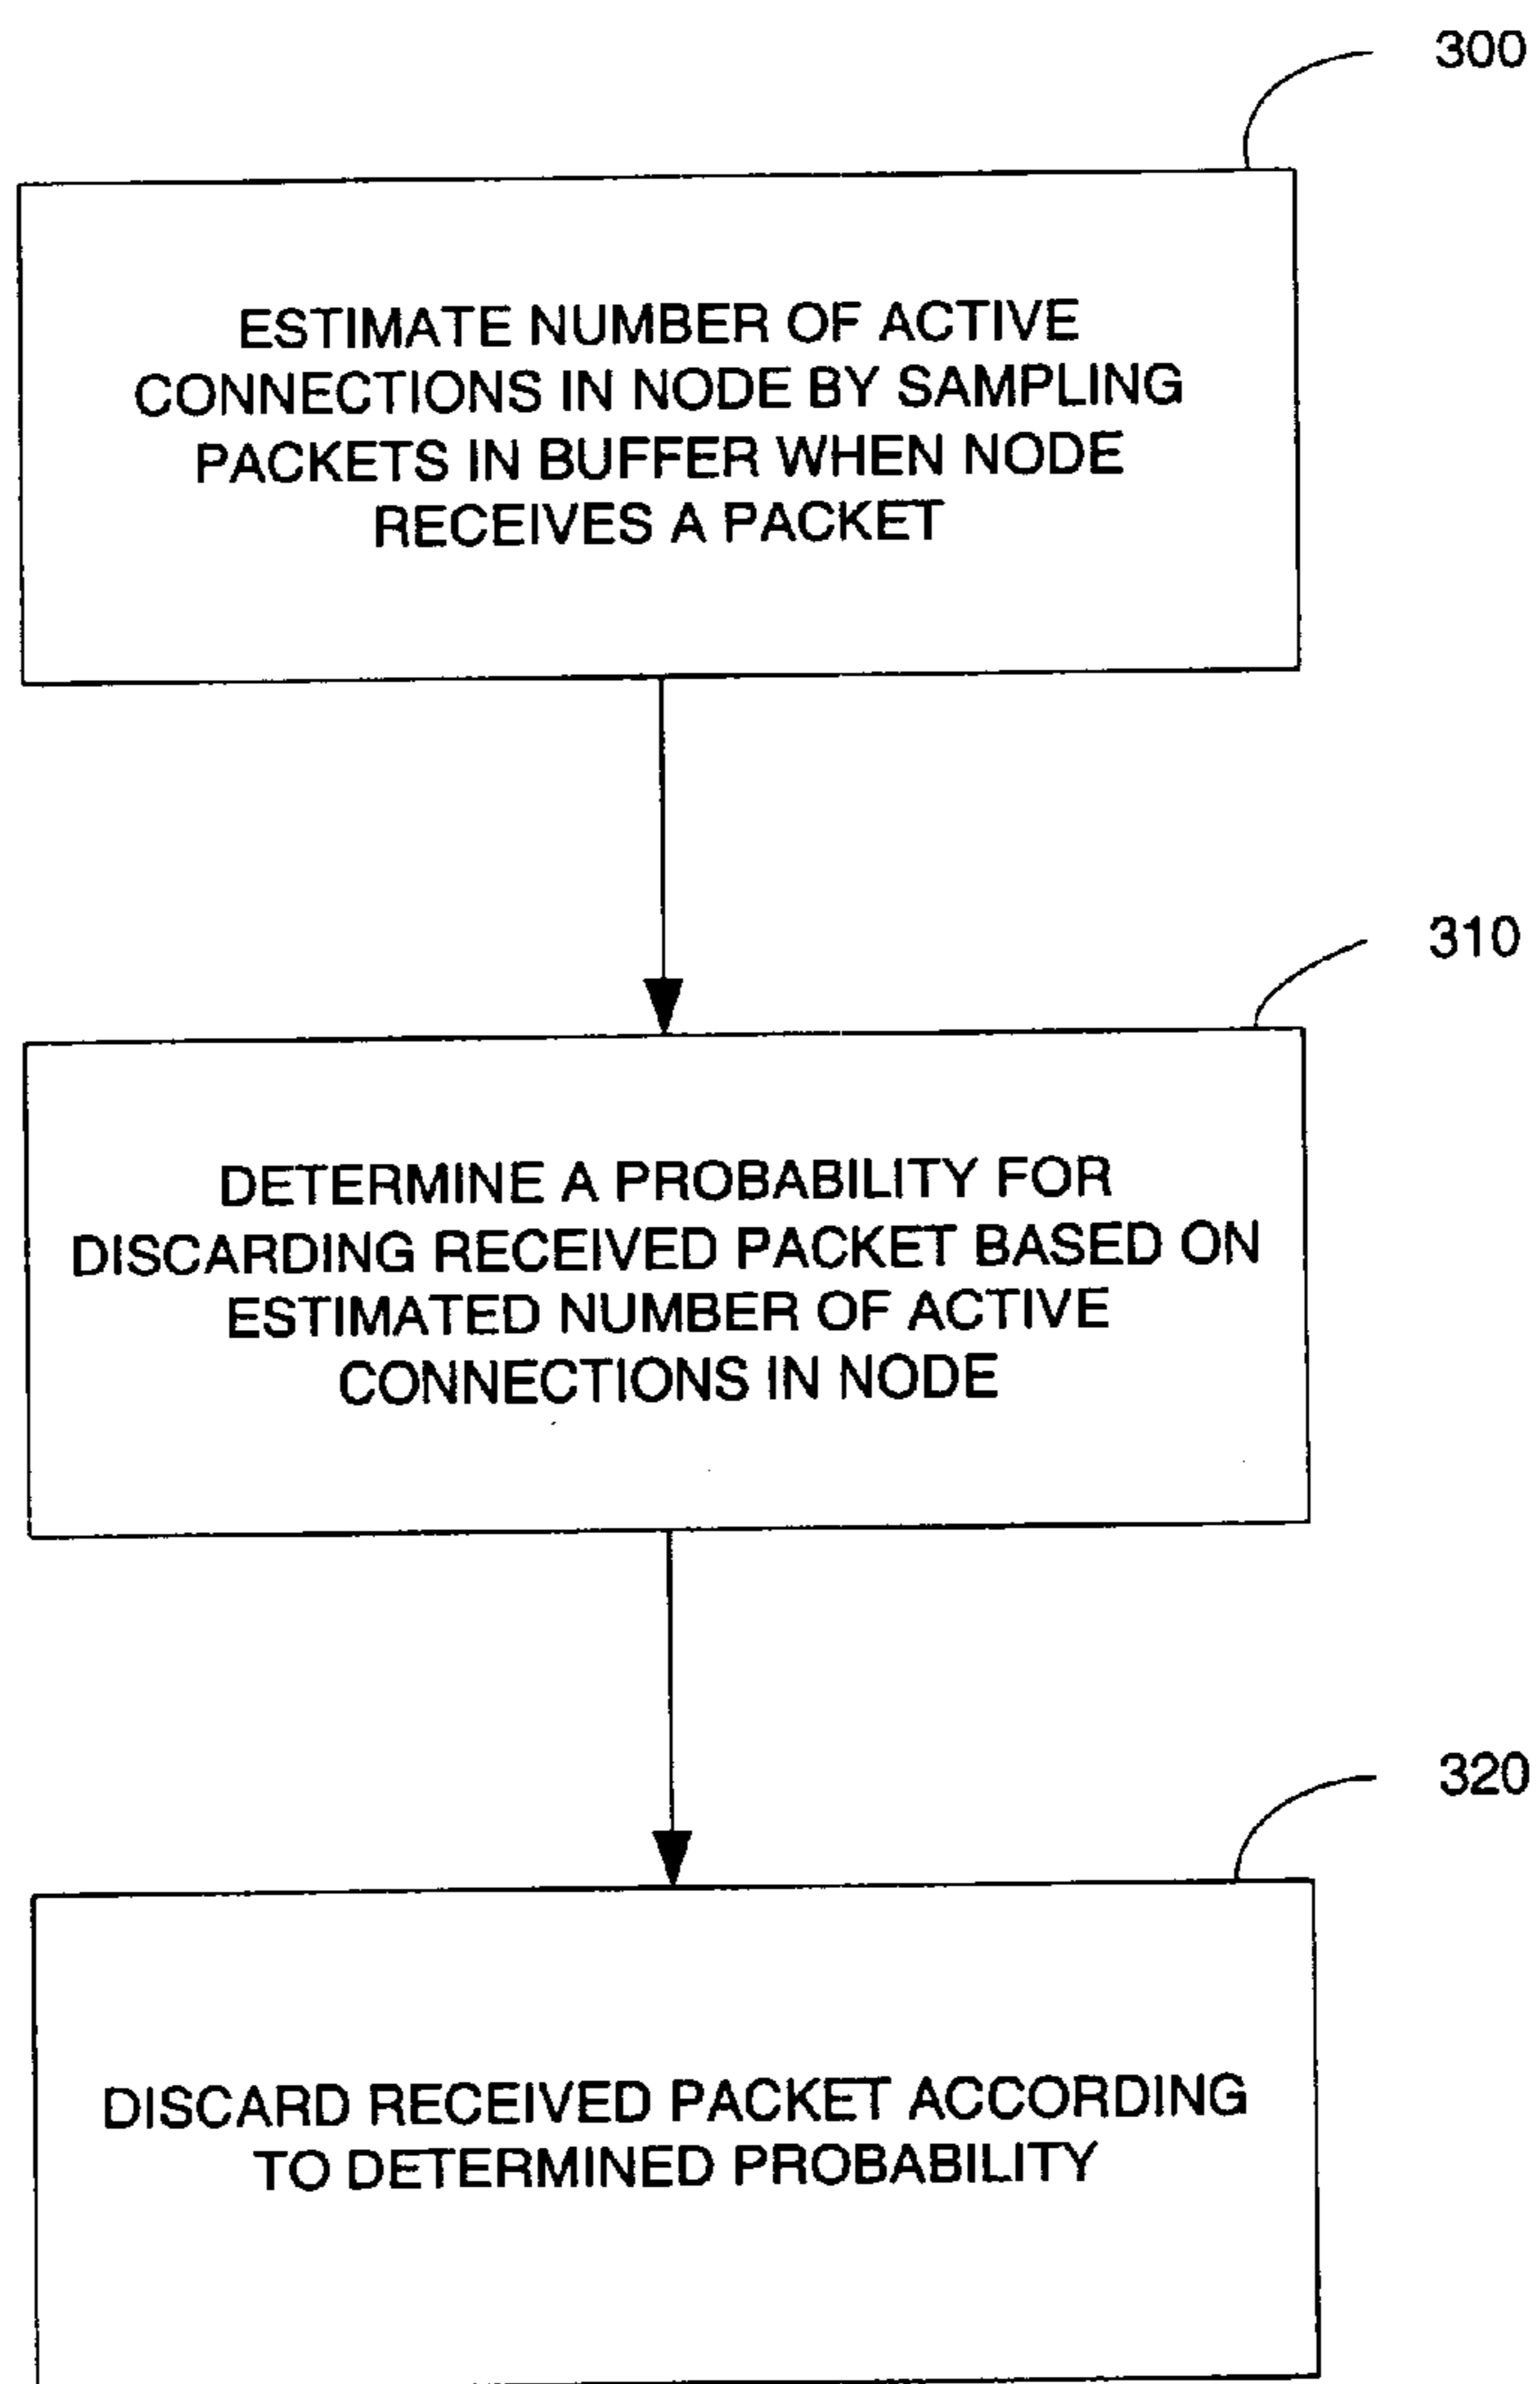 300
ESTIMATE NUMBER OF ACTIVE
CONNECTIONS IN NODE BY SAMPLING
PACKETS IN BUFFER WHEN NODE
RECEIVES A PACKET
310
DETERMINE A PROBABILITY FOR
DISCARDING RECEIVED PACKET BASED ON
ESTIMATED NUMBER OF ACTIVE
CONNECTIONS IN NODE
320
DISCARD RECEIVED PACKET ACCORDING
TO DETERMINED PROBABILITY